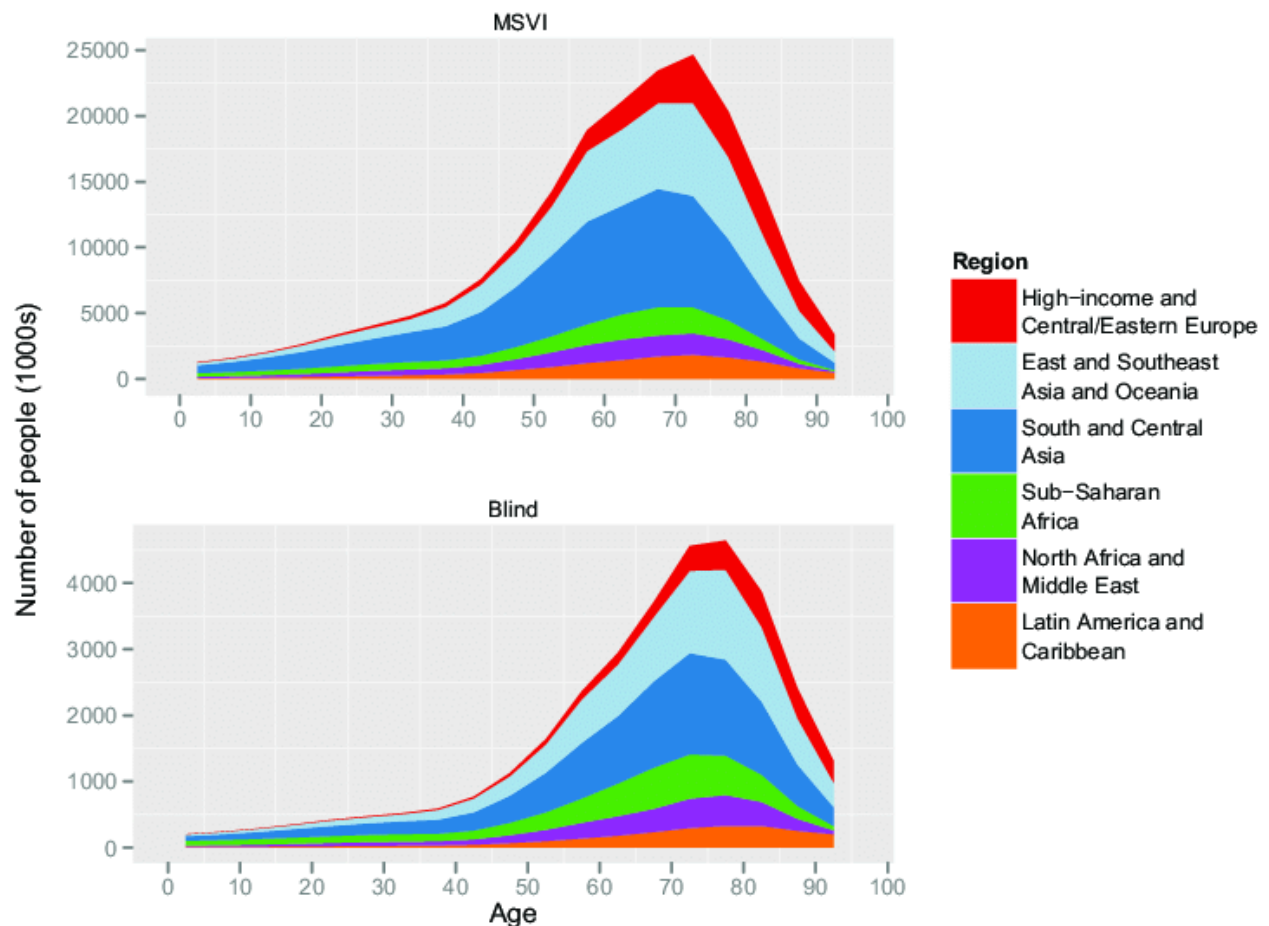 MSVI
25000
20000
15000
10000
5000
0
0 10 20 30 40 50 60 70 80 90 100
Number of people (1000s)
Blind
4000
3000
2000
1000
0
0 10 20 30 40 50 60 70 80 90 100
Age
Region
High-income and
Central/Eastern Europe
East and Southeast
Asia and Oceania
South and Central
Asia
Sub-Saharan
Africa
North Africa and
Middle East
Latin America and
Caribbean